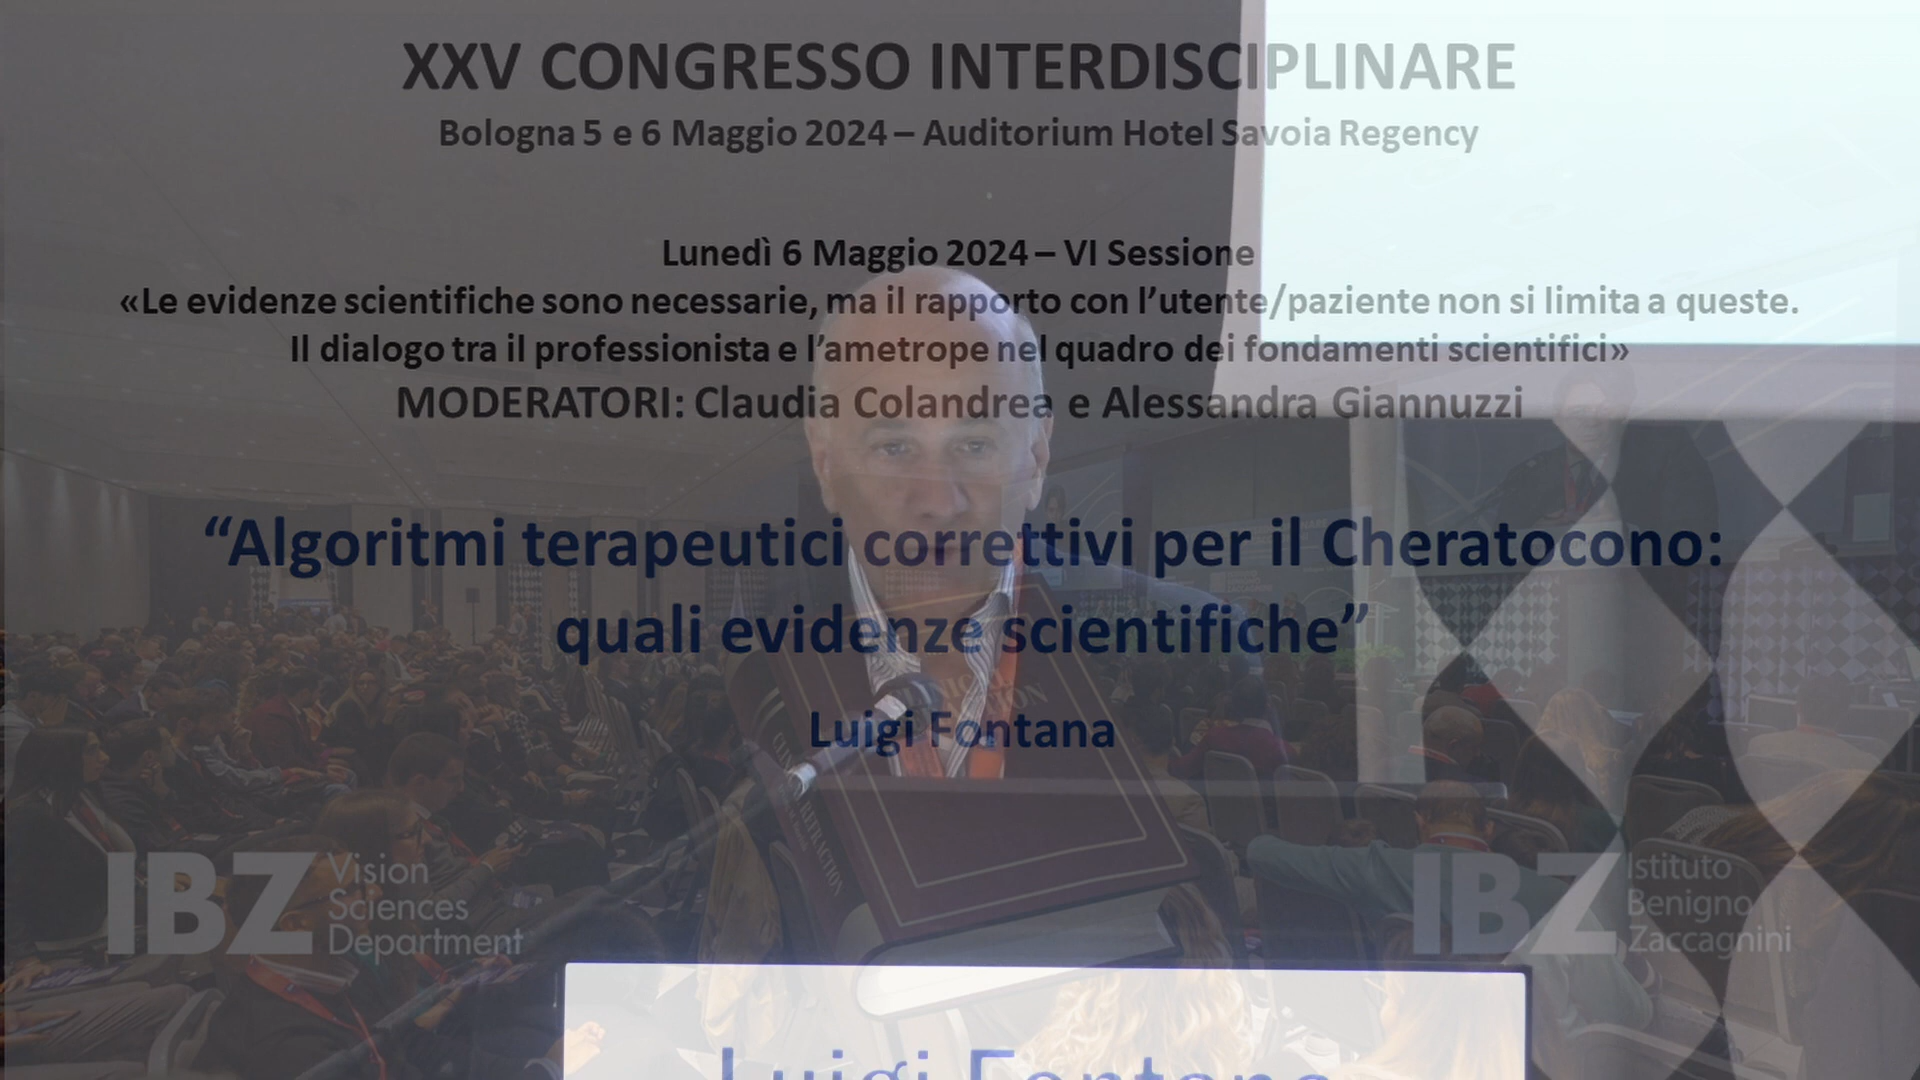 XXV CONGRESSO INTERDISCIPLINARE
Bologna 5 e 6 Maggio 2024 – Auditorium Hotel Savoia Regency
Lunedì 6 Maggio 2024 – VI Sessione
«Le evidenze scientifiche sono necessarie, ma il rapporto con l’utente/paziente non si limita a queste.
Il dialogo tra il professionista e l’ametrope nel quadro dei fondamenti scientifici»
MODERATORI: Claudia Colandrea e Alessandra Giannuzzi
“Algoritmi terapeutici correttivi per il Cheratocono:
quali evidenze scientifiche”
Luigi Fontana
IBZ Vision
Sciences
Department
IBZ Istituto
Benigno
Zaccagnini
Luigi Fontana